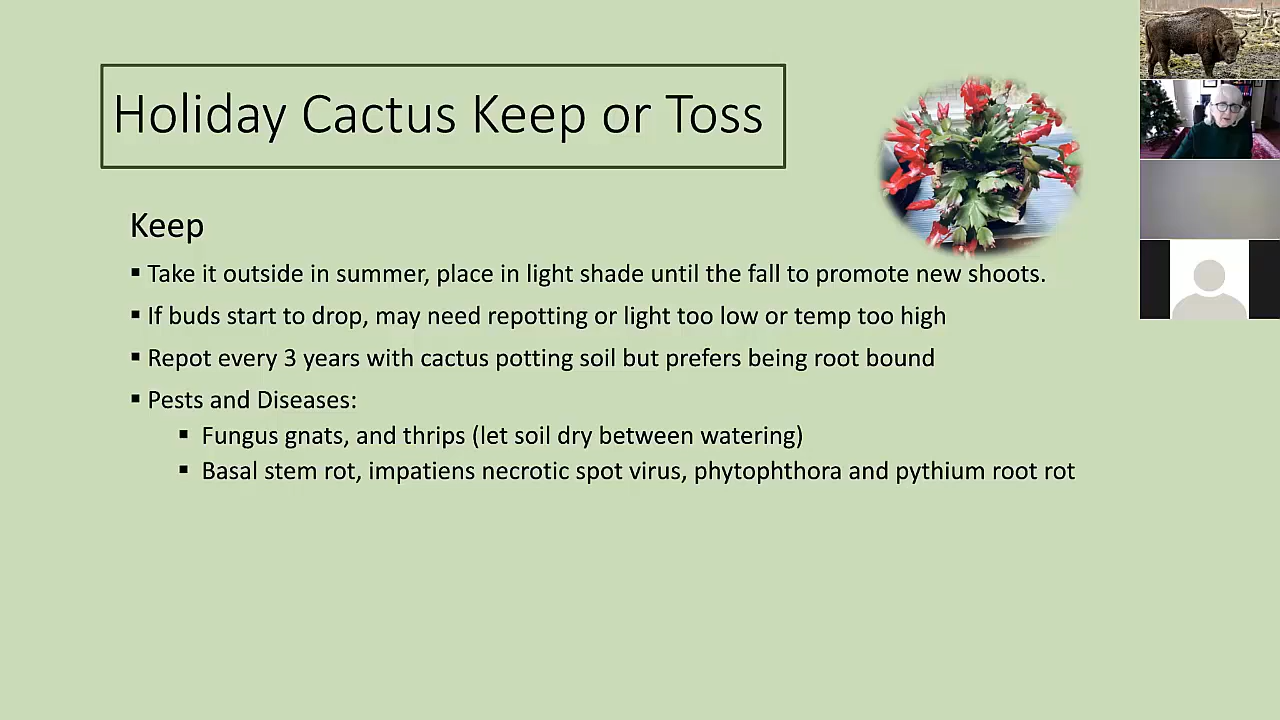 Holiday Cactus Keep or Toss
Keep
▪ Take it outside in summer, place in light shade until the fall to promote new shoots.
▪ If buds start to drop, may need repotting or light too low or temp too high
▪ Repot every 3 years with cactus potting soil but prefers being root bound
▪ Pests and Diseases:
▪ Fungus gnats, and thrips (let soil dry between watering)
▪ Basal stem rot, impatiens necrotic spot virus, phytophthora and pythium root rot